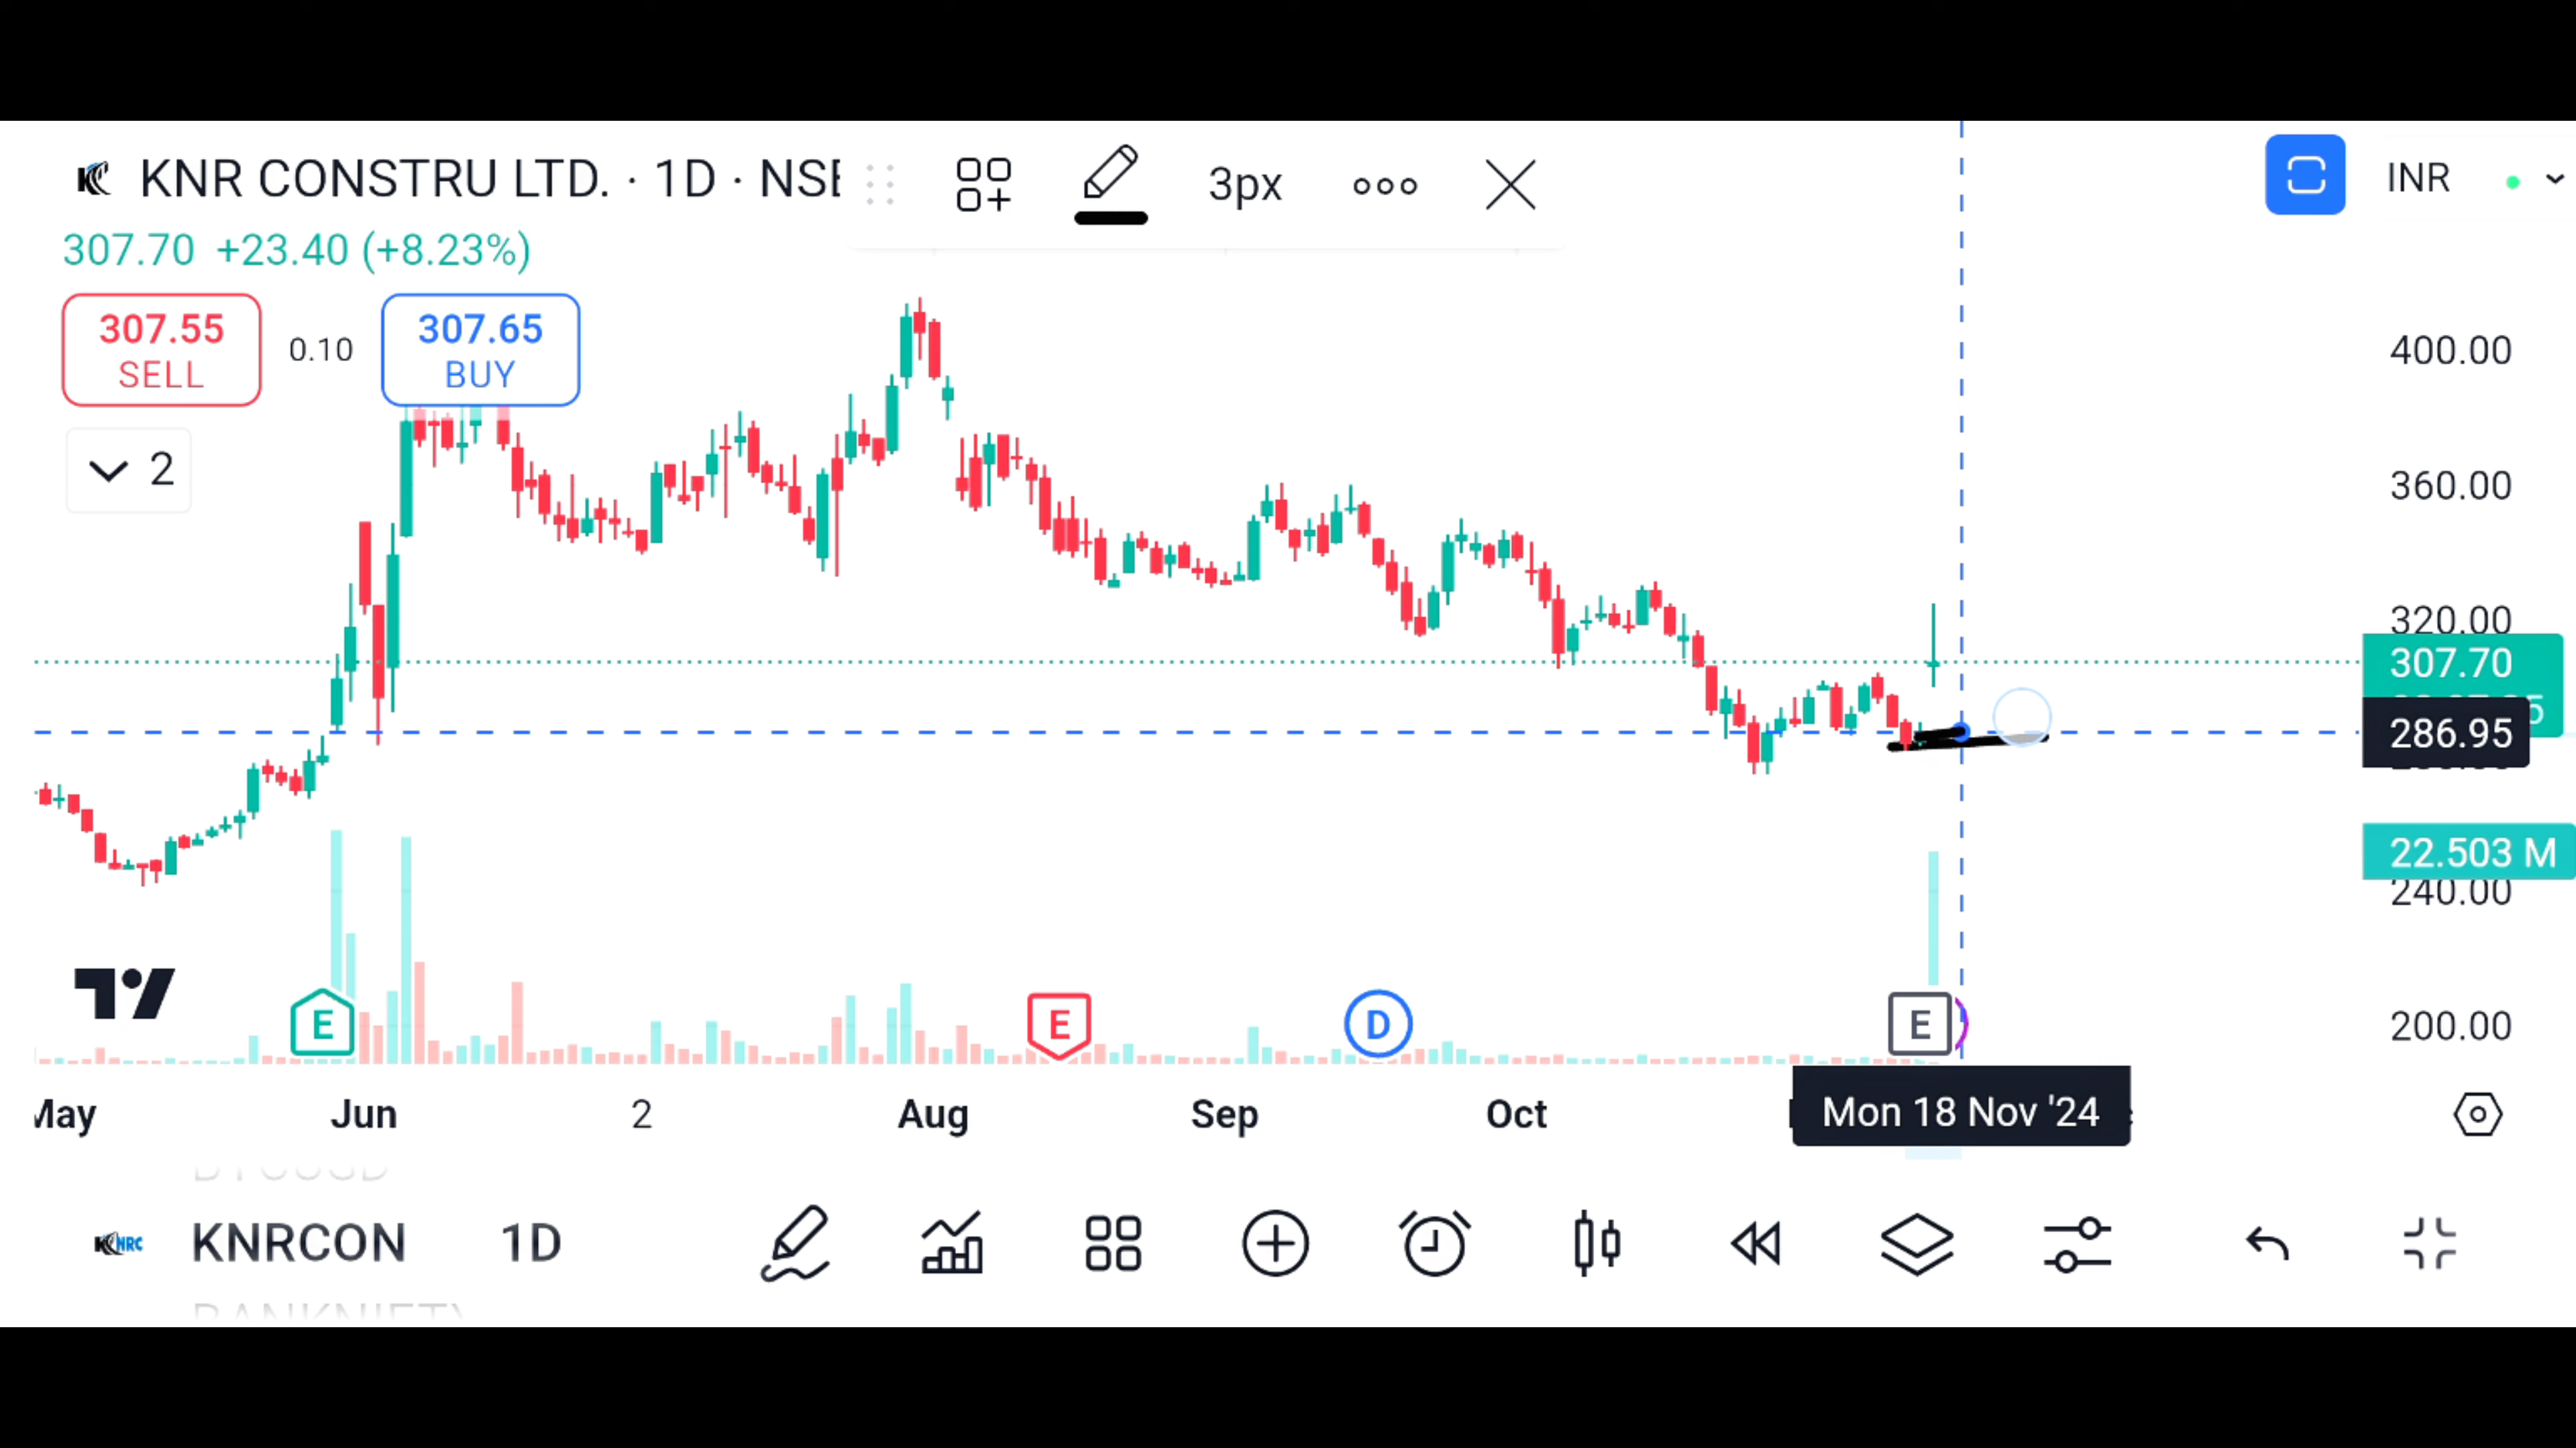 KNR CONSTRU LTD. · 1D ·
3px
INR
307.70 +23.40 (+8.23%)
307.55
SELL
0.10
307.65
BUY
2
400.00
360.00
320.00
307.70
286.95
22.503 M
240.00
200.00
E
E
D
E
May
Jun
2
Aug
Sep
Oct
Mon 18 Nov '24
KNRCON 1D